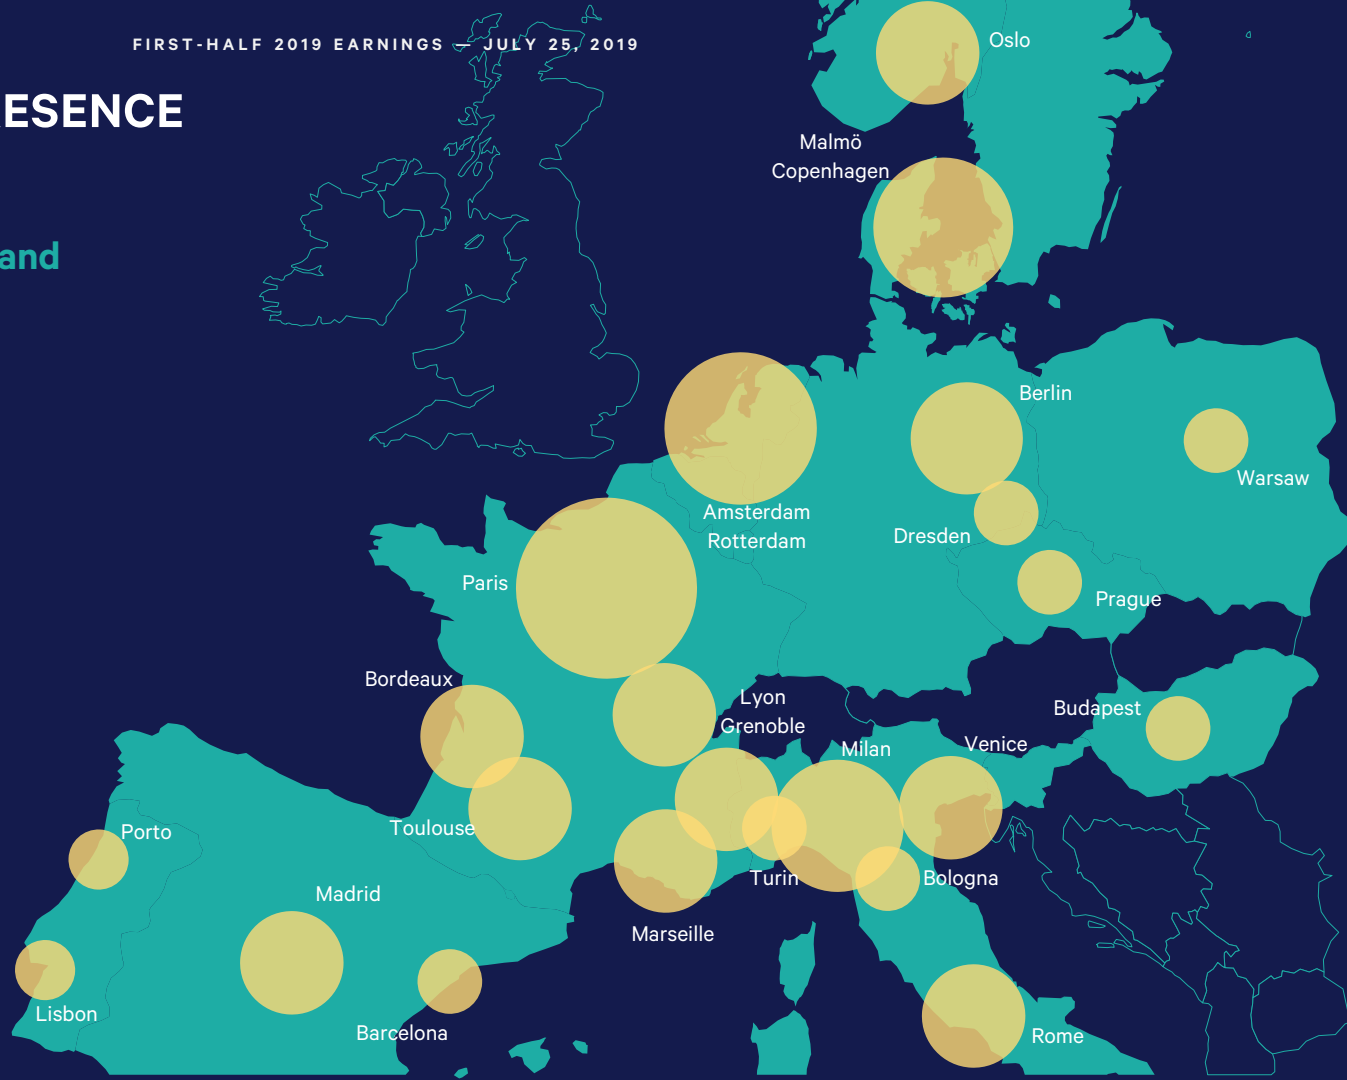 FIRST-HALF 2019 EARNINGS — JULY 25, 2019
ESENCE
and
Oslo
Malmö
Copenhagen
Berlin
Warsaw
Amsterdam
Rotterdam
Dresden
Paris
Prague
Bordeaux
Lyon
Grenoble
Budapest
Milan
Venice
Toulouse
Porto
Turin
Bologna
Madrid
Marseille
Lisbon
Barcelona
Rome